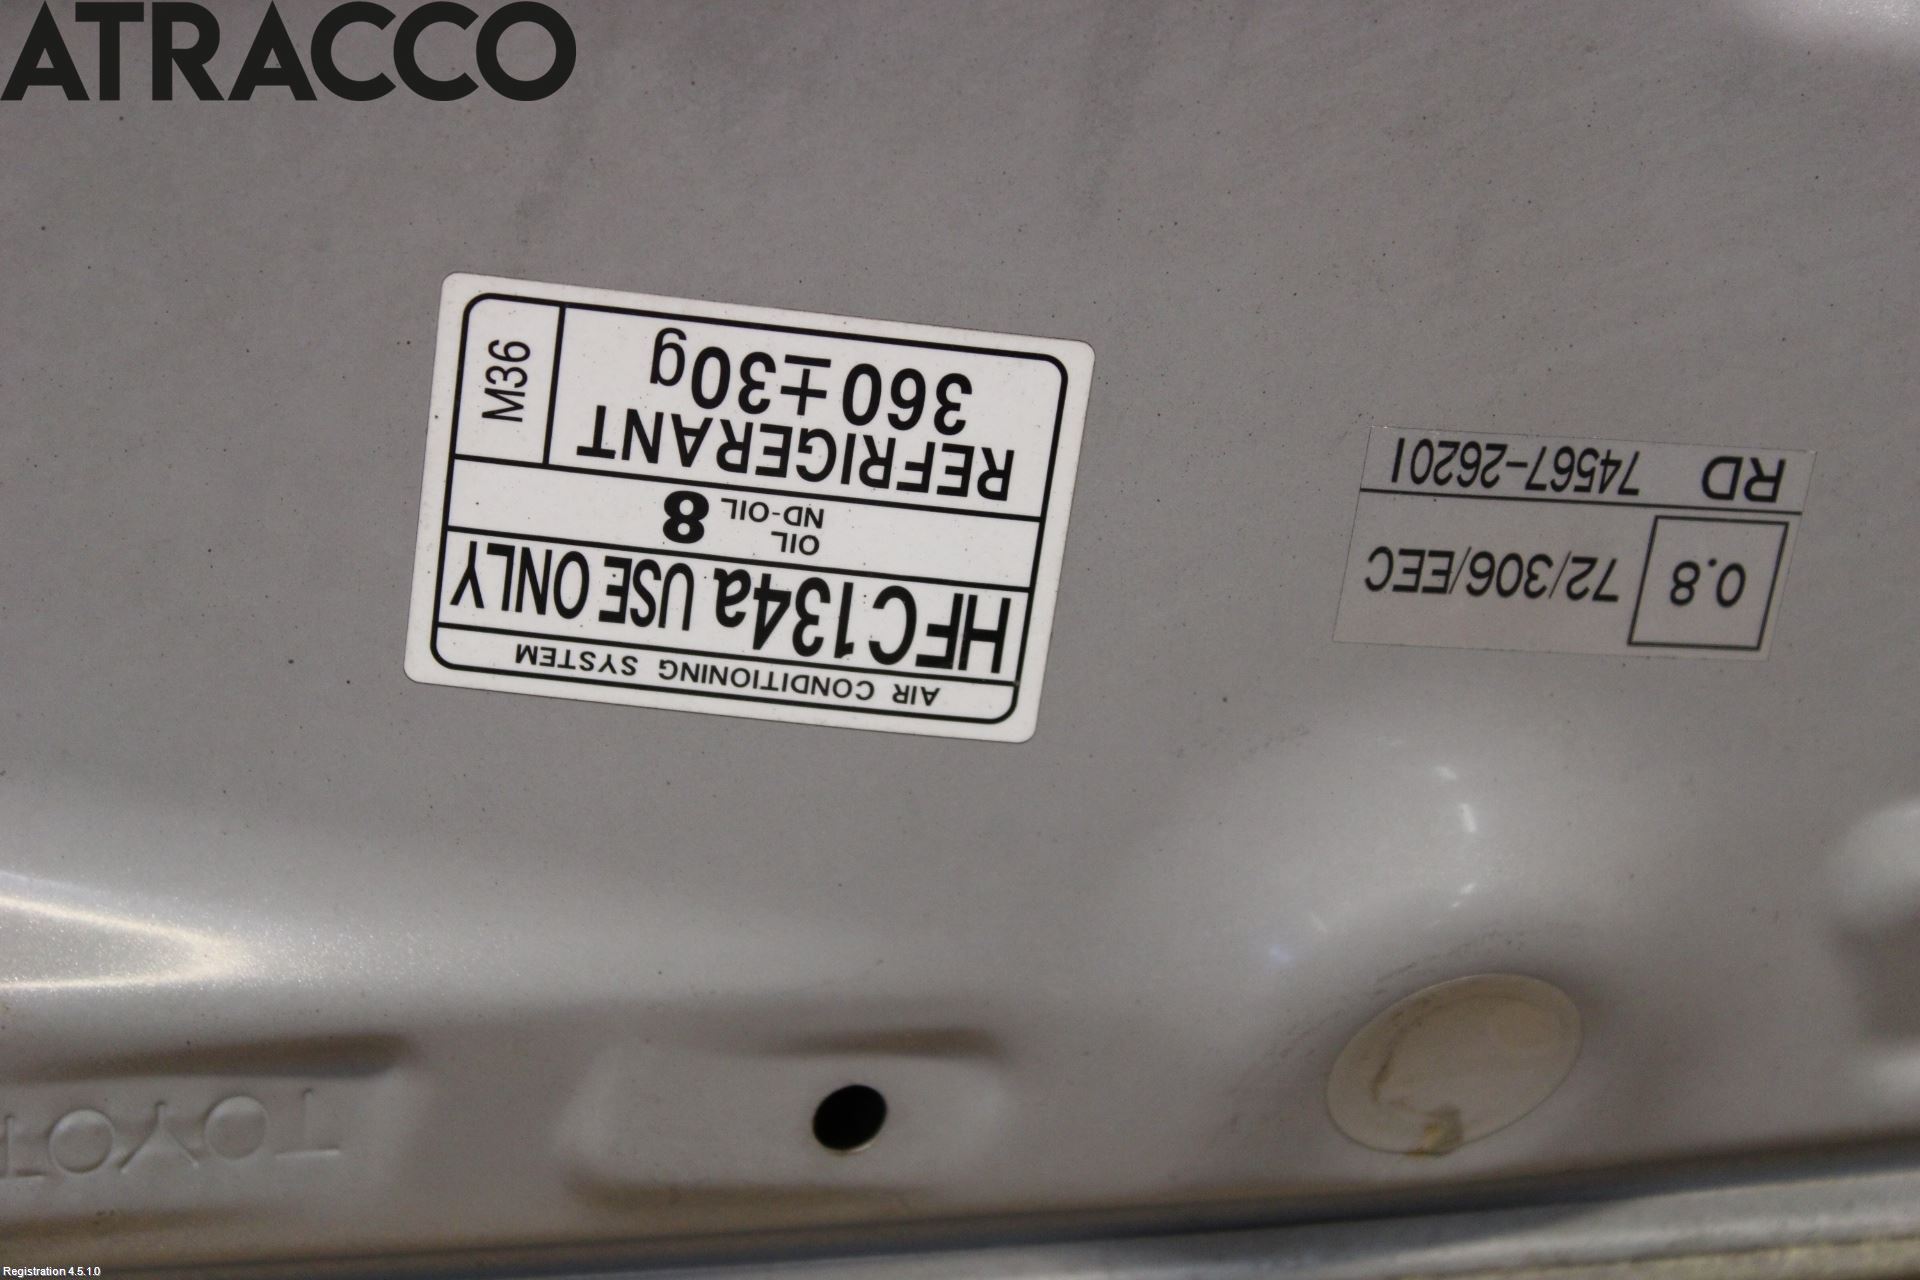 ATRACCO
AIR CONDITIONING SYSTEM
HFC134a USE ONLY
OIL
ND-OIL 8
REFRIGERANT
360±30g
M36
0.8 72/306/EEC
RD 74567-26201
TOYOT
Registration 4.5.1.0